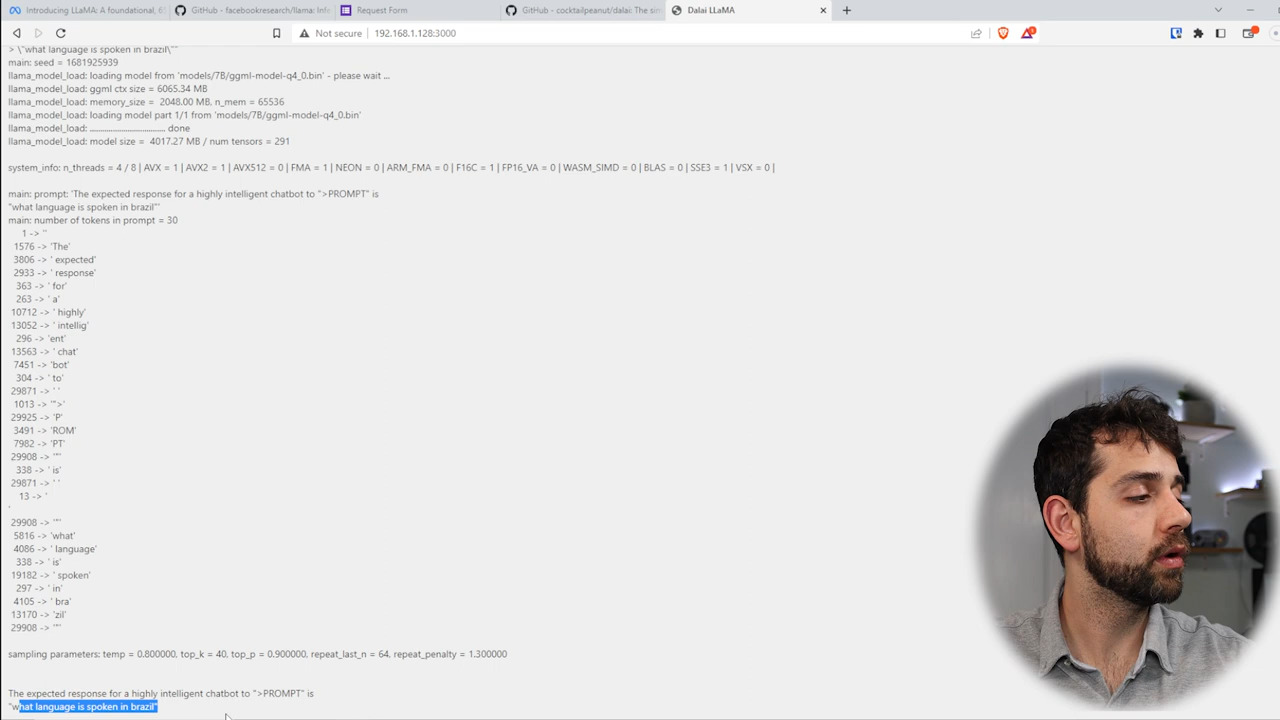 Introducing LLaMA: A foundational, 65
GitHub - facebookresearch/llama: Infe
Request Form
GitHub - cocktailpeanut/dalai: The sim
Dalai LLaMA
Not secure
192.168.1.128:3000
> \"what language is spoken in brazil\""
main: seed = 1681925939
llama_model_load: loading model from 'models/7B/ggml-model-q4_0.bin' - please wait ...
llama_model_load: ggml ctx size = 6065.34 MB
llama_model_load: memory_size = 2048.00 MB, n_mem = 65536
llama_model_load: loading model part 1/1 from 'models/7B/ggml-model-q4_0.bin'
llama_model_load: .................................... done
llama_model_load: model size = 4017.27 MB / num tensors = 291
system_info: n_threads = 4 / 8 | AVX = 1 | AVX2 = 1 | AVX512 = 0 | FMA = 1 | NEON = 0 | ARM_FMA = 0 | F16C = 1 | FP16_VA = 0 | WASM_SIMD = 0 | BLAS = 0 | SSE3 = 1 | VSX = 0 |
main: prompt: 'The expected response for a highly intelligent chatbot to ">PROMPT" is
"what language is spoken in brazil"'
main: number of tokens in prompt = 30
1 -> ''
1576 -> 'The'
3806 -> ' expected'
2933 -> ' response'
363 -> ' for'
263 -> ' a'
10712 -> ' highly'
13052 -> ' intellig'
296 -> 'ent'
13563 -> ' chat'
7451 -> 'bot'
304 -> ' to'
29871 -> ' '
1013 -> '">'
29925 -> 'P'
3491 -> 'ROM'
7982 -> 'PT'
29908 -> '"'
338 -> ' is'
29871 -> ' '
13 -> '
'
29908 -> '"'
5816 -> 'what'
4086 -> ' language'
338 -> ' is'
19182 -> ' spoken'
297 -> ' in'
4105 -> ' bra'
13170 -> 'zil'
29908 -> '"'
sampling parameters: temp = 0.800000, top_k = 40, top_p = 0.900000, repeat_last_n = 64, repeat_penalty = 1.300000
The expected response for a highly intelligent chatbot to ">PROMPT" is
"what language is spoken in brazil"